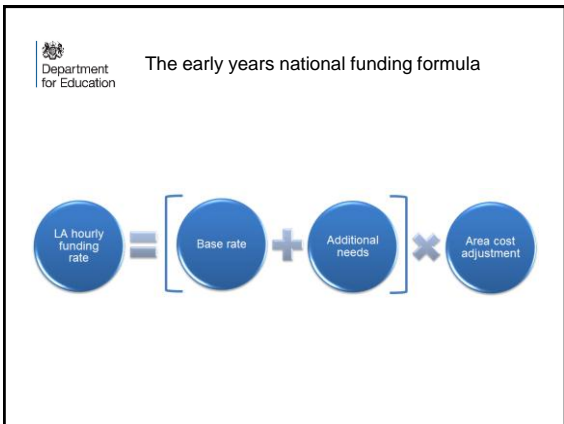 Department
for Education
The early years national funding formula
LA hourly
funding
rate
=
[
Base rate
+
Additional
needs
]
×
Area cost
adjustment